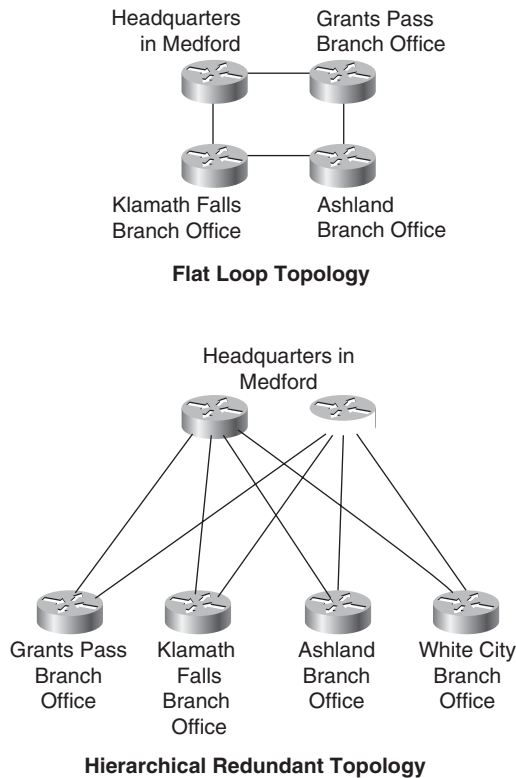 Headquarters
in Medford
Grants Pass
Branch Office
Klamath Falls
Branch Office
Ashland
Branch Office
Flat Loop Topology
Headquarters in
Medford
Grants Pass
Branch
Office
Klamath
Falls
Branch
Office
Ashland
Branch
Office
White City
Branch
Office
Hierarchical Redundant Topology